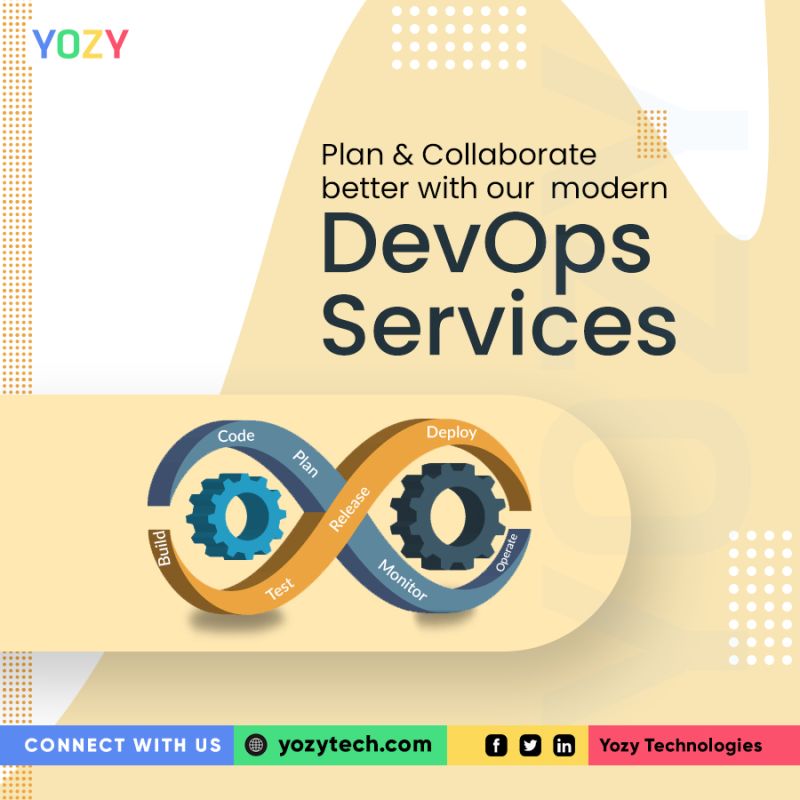 YOZY
Plan & Collaborate
better with our modern
DevOps
Services
Code
Plan
Deploy
Release
Build
Test
Monitor
Operate
YOZY
CONNECT WITH US
yozytech.com
Yozy Technologies